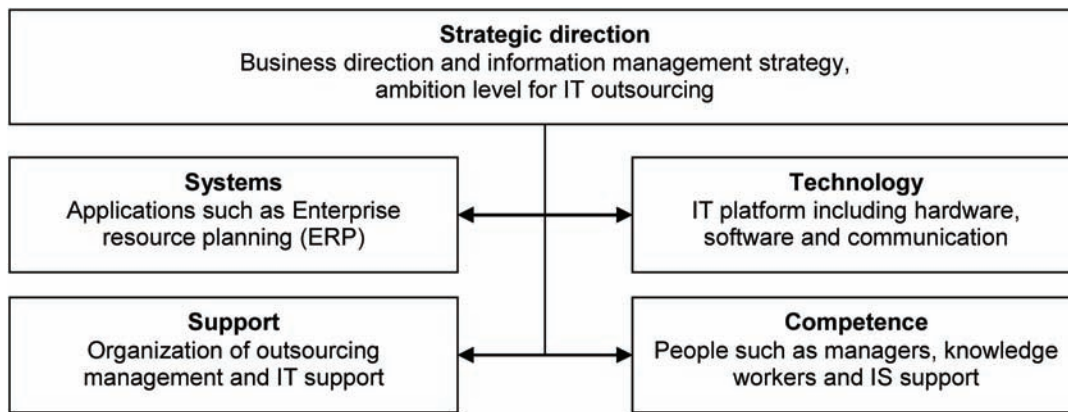 Strategic direction
Business direction and information management strategy,
ambition level for IT outsourcing
Systems
Applications such as Enterprise
resource planning (ERP)
Technology
IT platform including hardware,
software and communication
Support
Organization of outsourcing
management and IT support
Competence
People such as managers, knowledge
workers and IS support